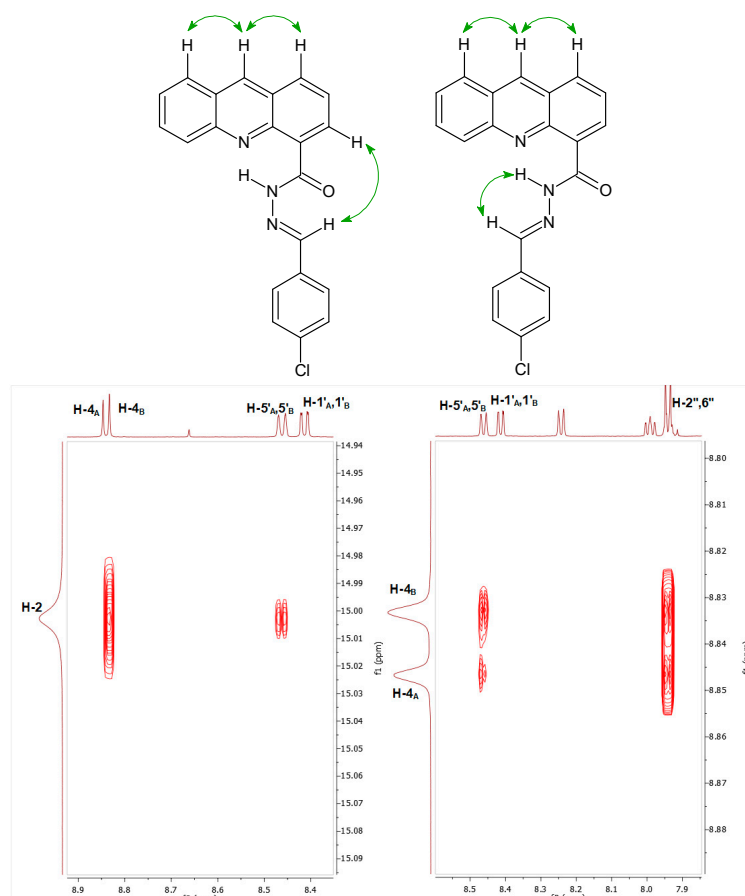 H H H H H H
N H N
H H
N O N O
H N H N
Cl Cl
H-4A H-4B H-5'A,5'B H-1'A,1'B
H-5'A,5'B H-1'A,1'B H-2",6"
H-2
14.94
14.95
14.96
14.97
14.98
14.99
15.00
15.01
15.02
15.03
15.04
15.05
15.06
15.07
15.08
15.09
f1 (ppm)
8.9 8.8 8.7 8.6 8.5 8.4
H-4B
H-4A
8.80
8.81
8.82
8.83
8.84
8.85
8.86
8.87
8.88
8.5 8.4 8.3 8.2 8.1 8.0 7.9